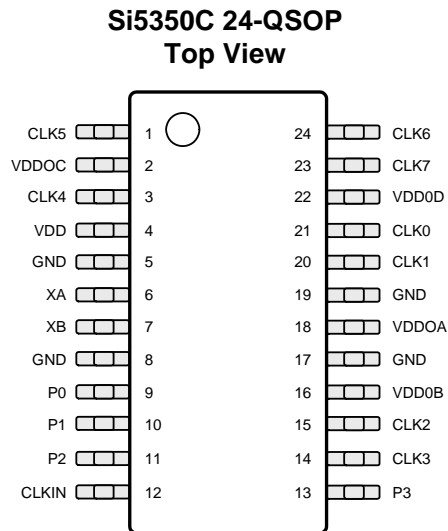 Si5350C 24-QSOP
Top View
CLK5 1 24 CLK6
VDDOC 2 23 CLK7
CLK4 3 22 VDD0D
VDD 4 21 CLK0
GND 5 20 CLK1
XA 6 19 GND
XB 7 18 VDDOA
GND 8 17 GND
P0 9 16 VDD0B
P1 10 15 CLK2
P2 11 14 CLK3
CLKIN 12 13 P3